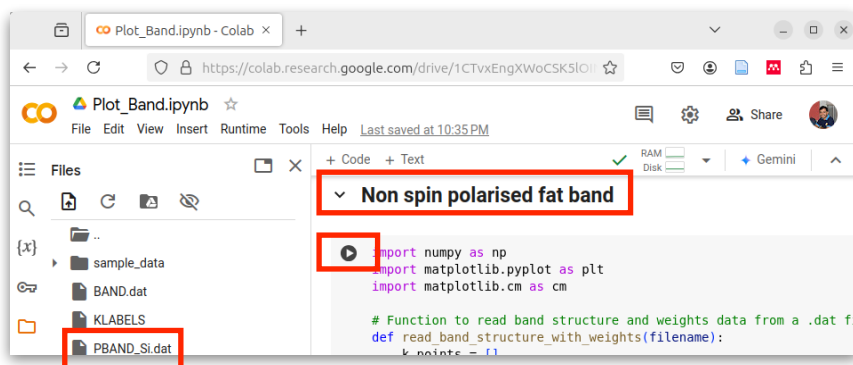 Plot_Band.ipynb - Colab × +
https://colab.research.google.com/drive/1CTvxEngXWoCSK5lOI
Plot_Band.ipynb
File Edit View Insert Runtime Tools Help Last saved at 10:35 PM
Share
Files
+ Code + Text
RAM
Disk
Gemini
Non spin polarised fat band
{x}
..
sample_data
BAND.dat
KLABELS
PBAND_Si.dat
import numpy as np
import matplotlib.pyplot as plt
import matplotlib.cm as cm
# Function to read band structure and weights data from a .dat f
def read_band_structure_with_weights(filename):
k_points = []